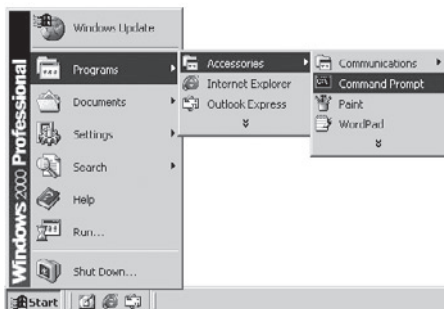 Windows 2000 Professional
Windows Update
Programs
Documents
Settings
Search
Help
Run...
Shut Down...
Start
Accessories
Internet Explorer
Outlook Express
Communications
Command Prompt
Paint
WordPad